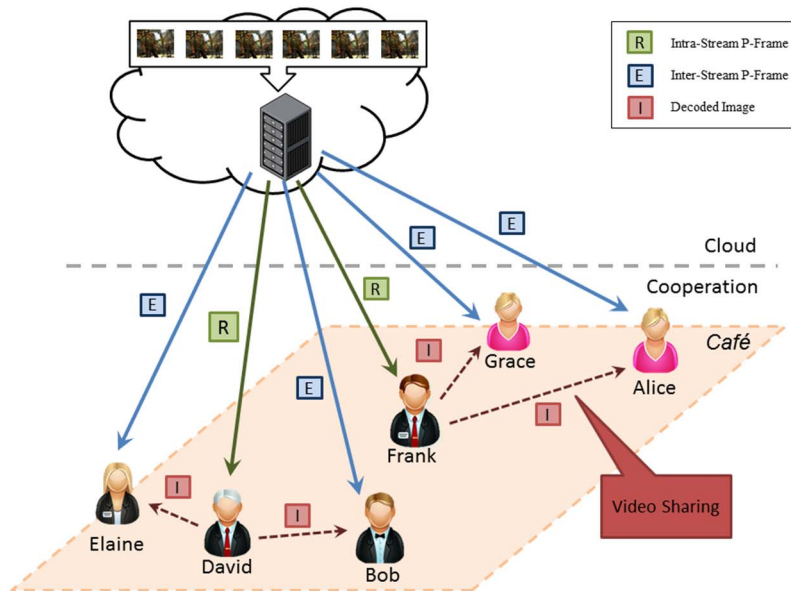 R Intra-Stream P-Frame
E Inter-Stream P-Frame
I Decoded Image
E
E
Cloud
Cooperation
E
R
R
E
I
Grace
Café
Alice
I
Frank
Video Sharing
I
I
Elaine
David
Bob